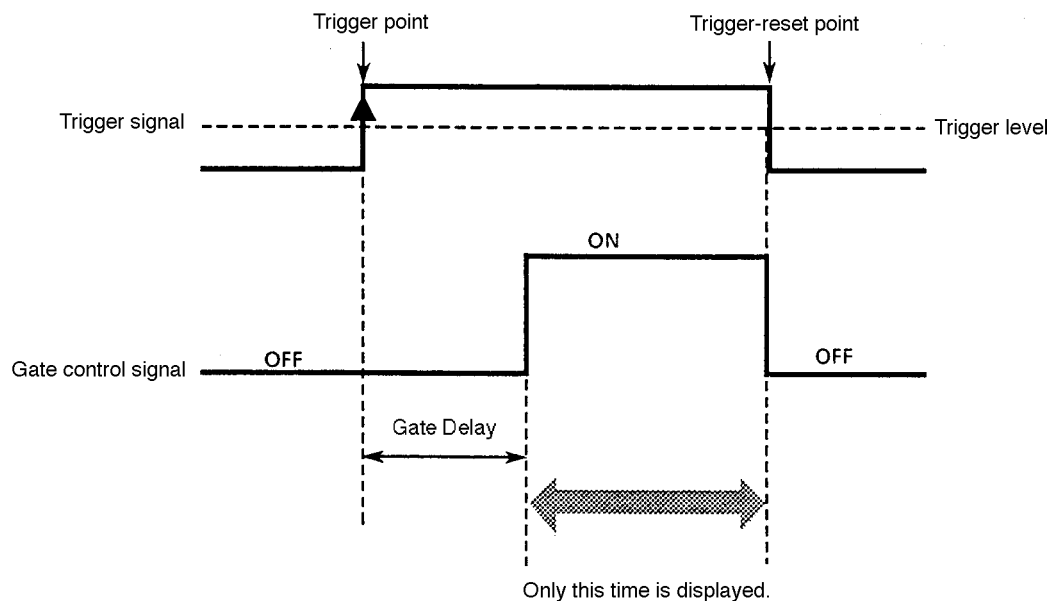 Trigger point
Trigger-reset point
Trigger signal
Trigger level
ON
Gate control signal
OFF
OFF
Gate Delay
Only this time is displayed.